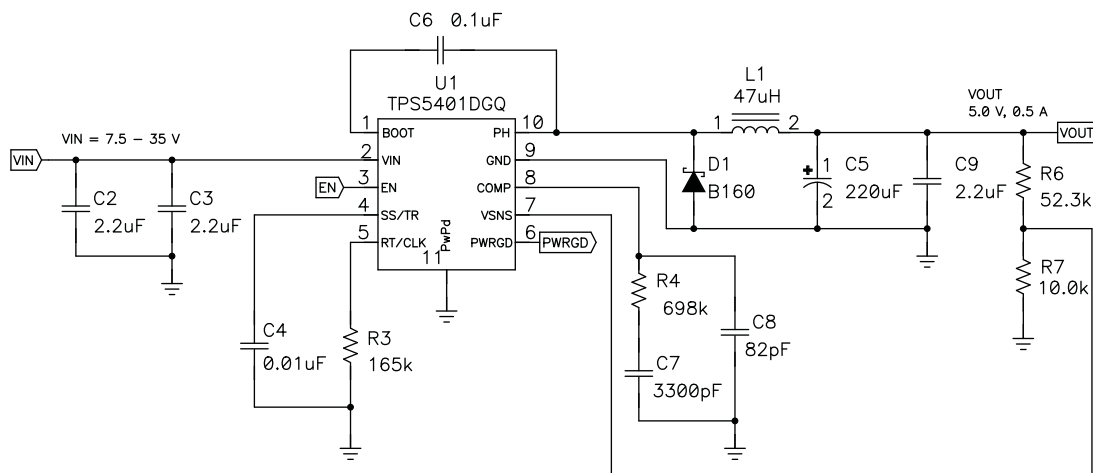 C6 0.1uF
U1
TPS5401DGQ
1 BOOT
2 VIN
3 EN
4 SS/TR
5 RT/CLK
PH 10
GND 9
COMP 8
VSNS 7
PWRGD 6
11 PwPd
VIN = 7.5 - 35 V
VIN
EN
PWRGD
C2
2.2uF
C3
2.2uF
C4
0.01uF
R3
165k
L1
47uH
1 2
VOUT
5.0 V, 0.5 A
VOUT
D1
B160
+ 1
2
C5
220uF
C9
2.2uF
R6
52.3k
R7
10.0k
R4
698k
C8
82pF
C7
3300pF